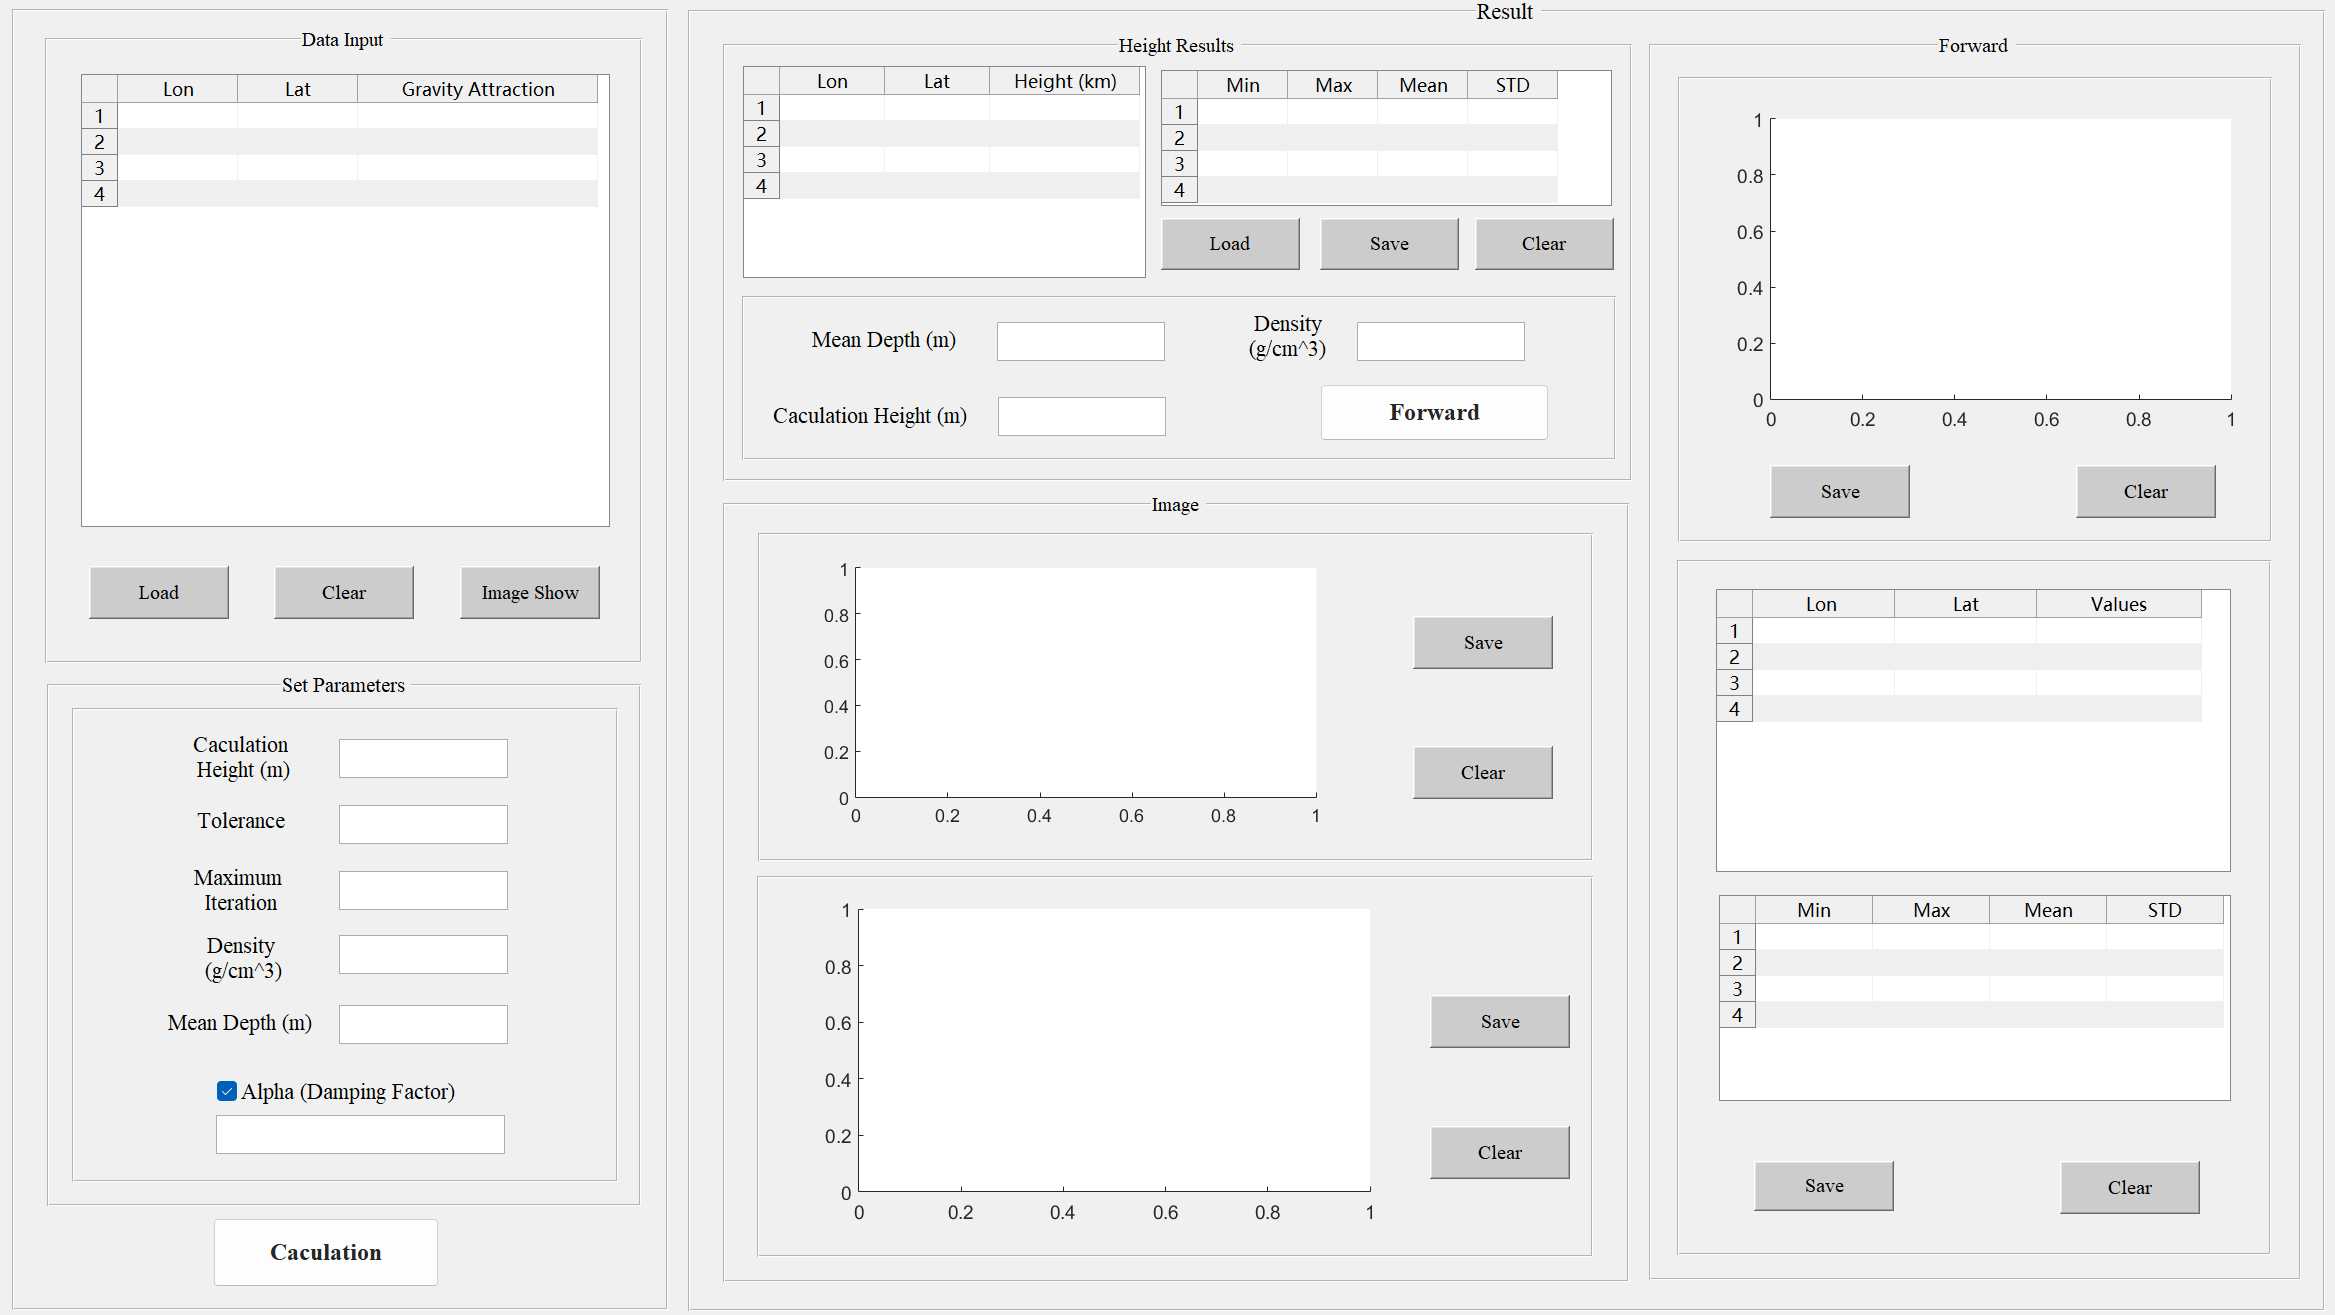 Data Input
Lon Lat Gravity Attraction
1
2
3
4
Load Clear Image Show
Set Parameters
Caculation
Height (m)
Tolerance
Maximum
Iteration
Density
(g/cm^3)
Mean Depth (m)
Alpha (Damping Factor)
Caculation
Result
Height Results
Lon Lat Height (km)
1
2
3
4
Min Max Mean STD
1
2
3
4
Load Save Clear
Mean Depth (m)
Density
(g/cm^3)
Caculation Height (m)
Forward
Image
1
0.8
0.6
0.4
0.2
0
0 0.2 0.4 0.6 0.8 1
Save
Clear
1
0.8
0.6
0.4
0.2
0
0 0.2 0.4 0.6 0.8 1
Save
Clear
Forward
1
0.8
0.6
0.4
0.2
0
0 0.2 0.4 0.6 0.8 1
Save Clear
Lon Lat Values
1
2
3
4
Min Max Mean STD
1
2
3
4
Save Clear